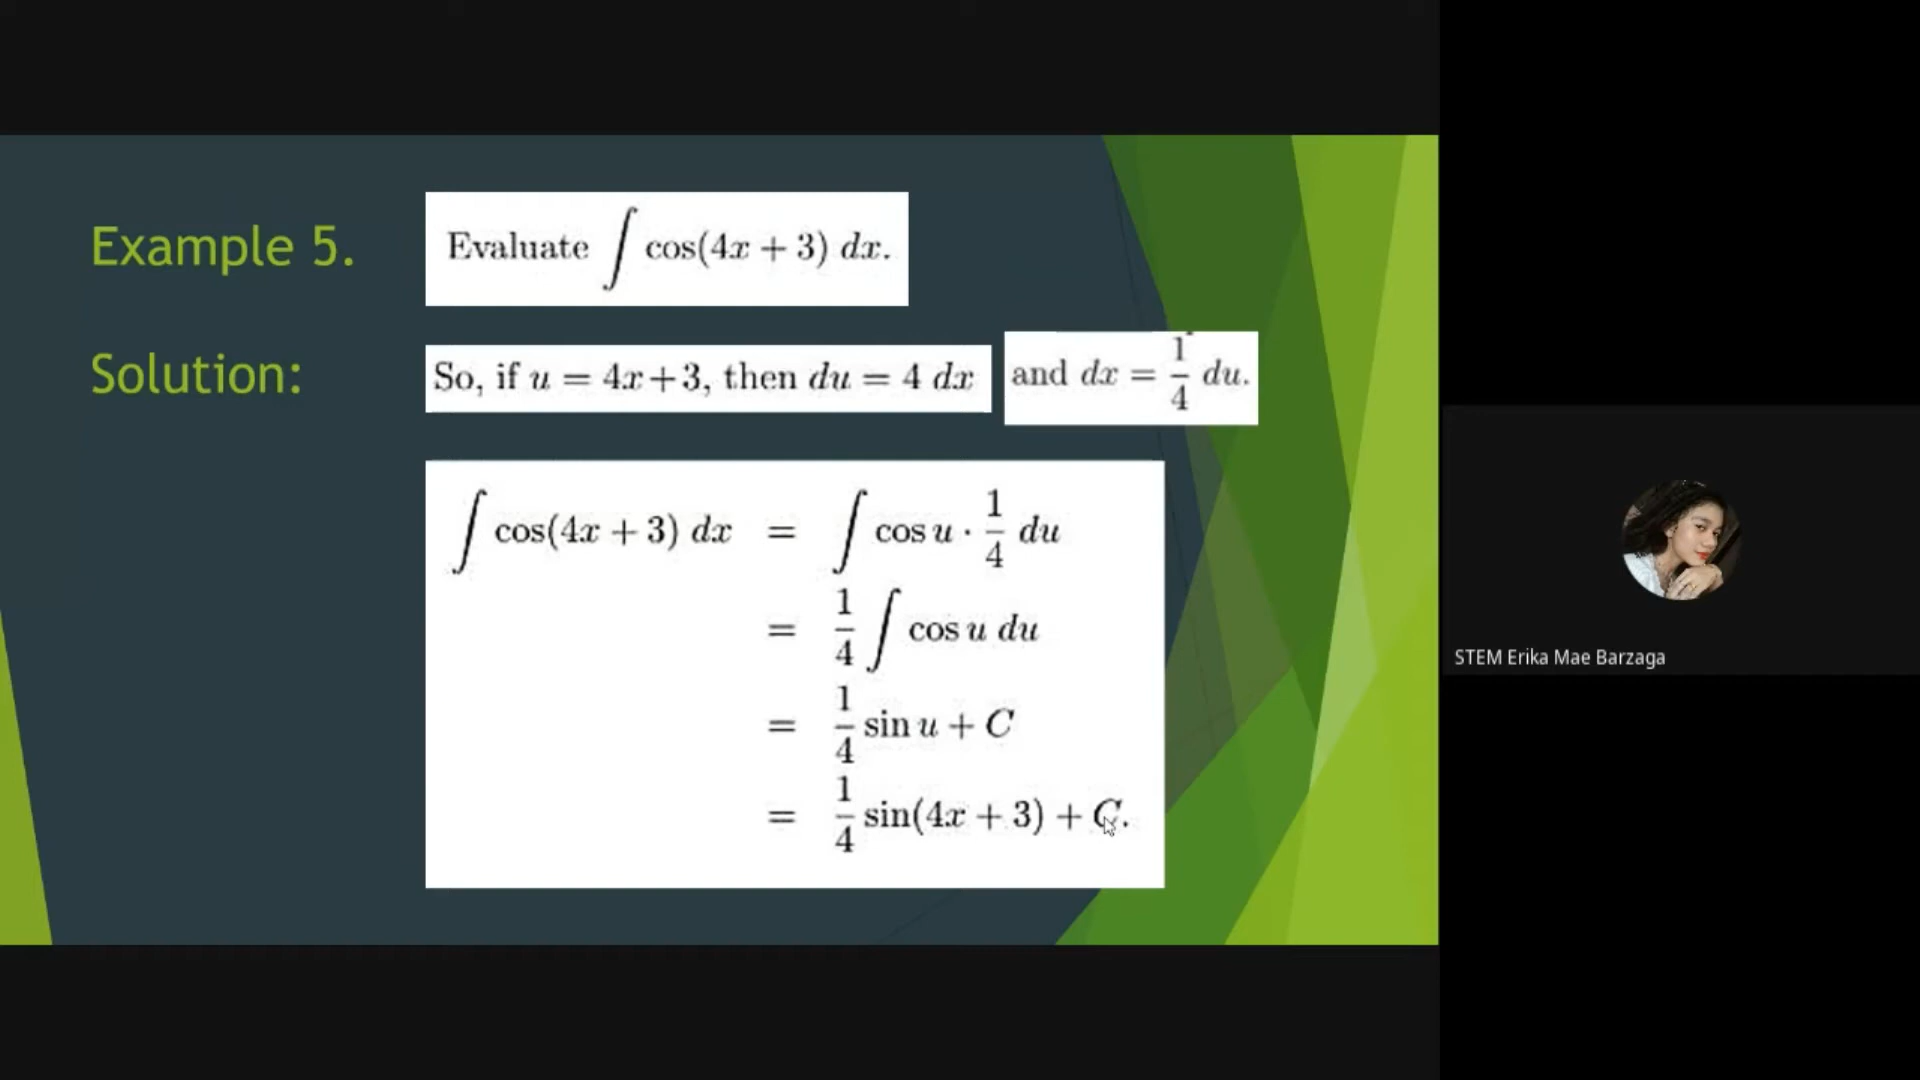 Example 5.
Evaluate ∫ cos(4x + 3) dx.
Solution:
So, if u = 4x+3, then du = 4 dx and dx = 1/4 du.
∫ cos(4x + 3) dx = ∫ cos u · 1/4 du
= 1/4 ∫ cos u du
= 1/4 sin u + C
= 1/4 sin(4x + 3) + C.
STEM Erika Mae Barzaga